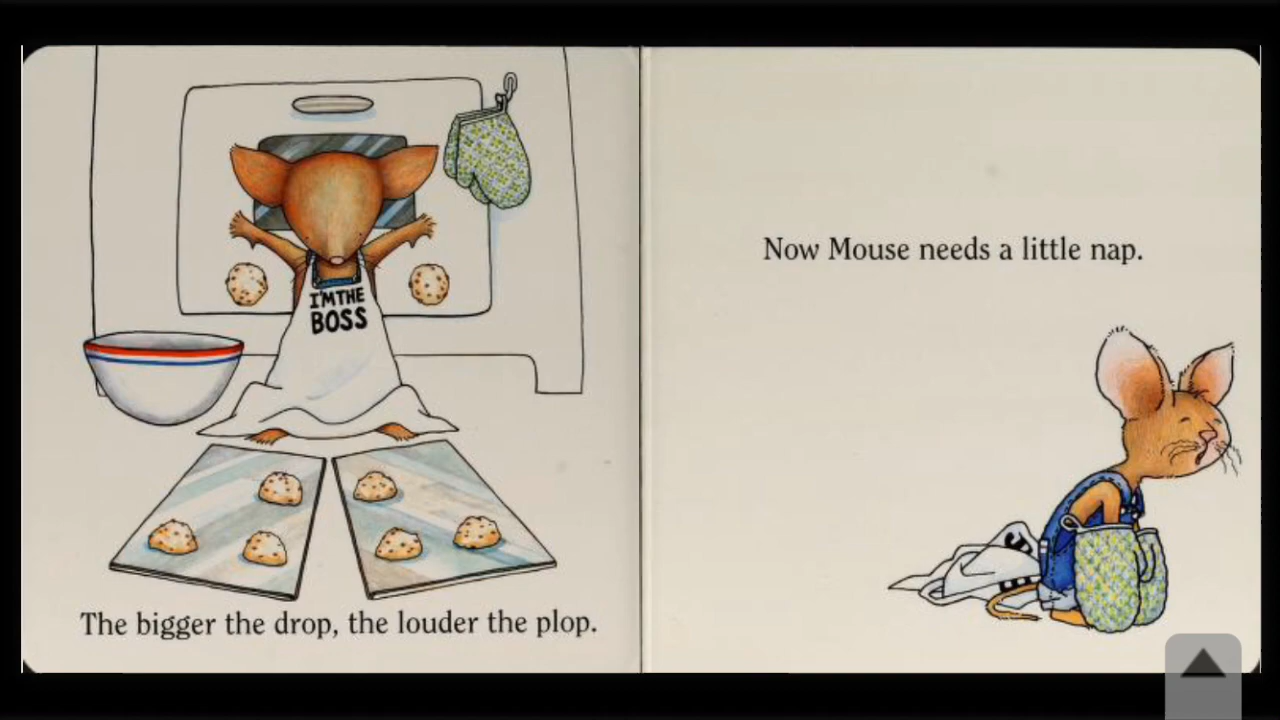 I'M THE
BOSS
The bigger the drop, the louder the plop.
Now Mouse needs a little nap.